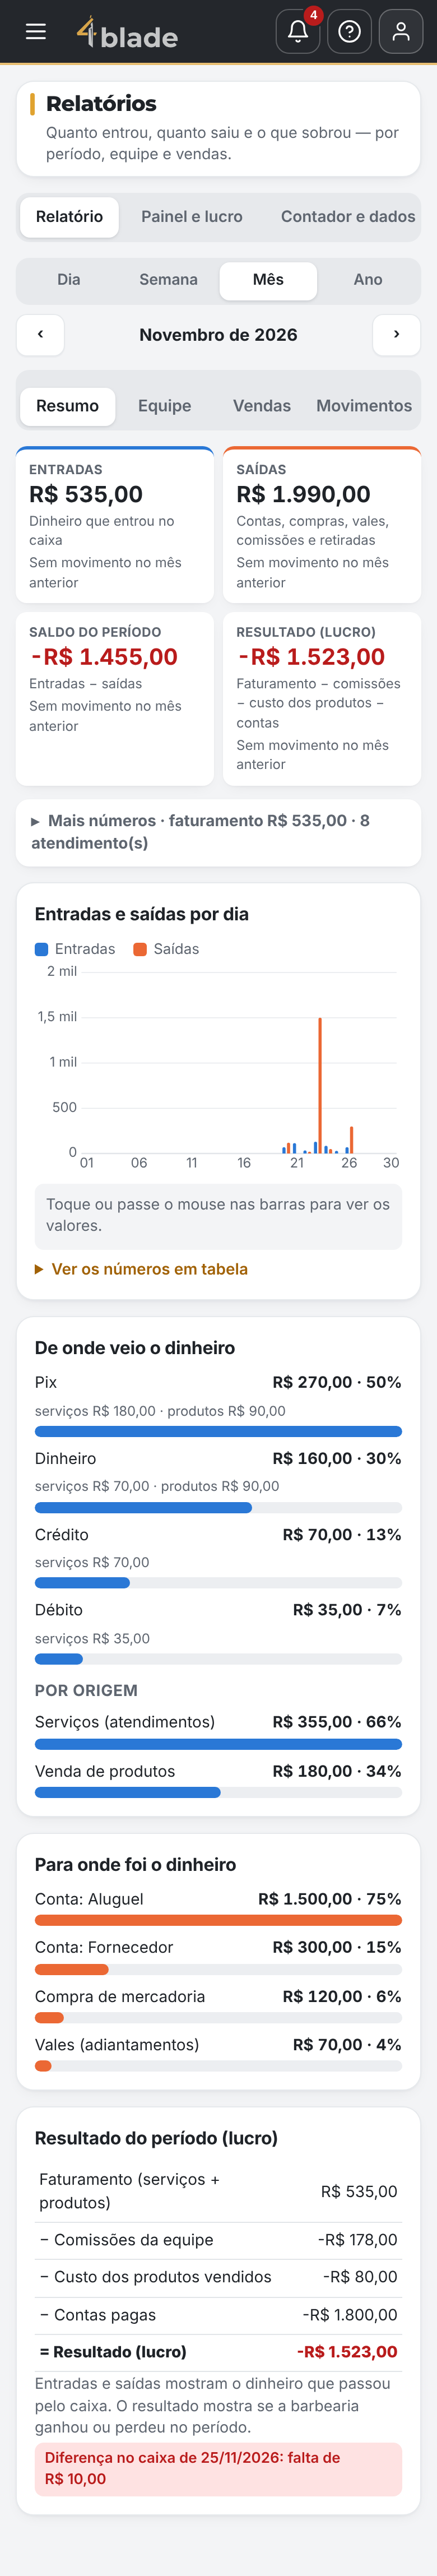 4blade
4
Relatórios
Quanto entrou, quanto saiu e o que sobrou — por
período, equipe e vendas.
Relatório
Painel e lucro
Contador e dados
Dia
Semana
Mês
Ano
‹
Novembro de 2026
›
Resumo
Equipe
Vendas
Movimentos
ENTRADAS
R$ 535,00
Dinheiro que entrou no
caixa
Sem movimento no mês
anterior
SAÍDAS
R$ 1.990,00
Contas, compras, vales,
comissões e retiradas
Sem movimento no mês
anterior
SALDO DO PERÍODO
-R$ 1.455,00
Entradas − saídas
Sem movimento no mês
anterior
RESULTADO (LUCRO)
-R$ 1.523,00
Faturamento − comissões
− custo dos produtos −
contas
Sem movimento no mês
anterior
▸ Mais números · faturamento R$ 535,00 · 8
atendimento(s)
Entradas e saídas por dia
Entradas
Saídas
2 mil
1,5 mil
1 mil
500
0
01
06
11
16
21
26
30
Toque ou passe o mouse nas barras para ver os
valores.
▸ Ver os números em tabela
De onde veio o dinheiro
Pix
R$ 270,00 · 50%
serviços R$ 180,00 · produtos R$ 90,00
Dinheiro
R$ 160,00 · 30%
serviços R$ 70,00 · produtos R$ 90,00
Crédito
R$ 70,00 · 13%
serviços R$ 70,00
Débito
R$ 35,00 · 7%
serviços R$ 35,00
POR ORIGEM
Serviços (atendimentos)
R$ 355,00 · 66%
Venda de produtos
R$ 180,00 · 34%
Para onde foi o dinheiro
Conta: Aluguel
R$ 1.500,00 · 75%
Conta: Fornecedor
R$ 300,00 · 15%
Compra de mercadoria
R$ 120,00 · 6%
Vales (adiantamentos)
R$ 70,00 · 4%
Resultado do período (lucro)
Faturamento (serviços +
produtos)
R$ 535,00
− Comissões da equipe
-R$ 178,00
− Custo dos produtos vendidos
-R$ 80,00
− Contas pagas
-R$ 1.800,00
= Resultado (lucro)
-R$ 1.523,00
Entradas e saídas mostram o dinheiro que passou
pelo caixa. O resultado mostra se a barbearia
ganhou ou perdeu no período.
Diferença no caixa de 25/11/2026: falta de
R$ 10,00